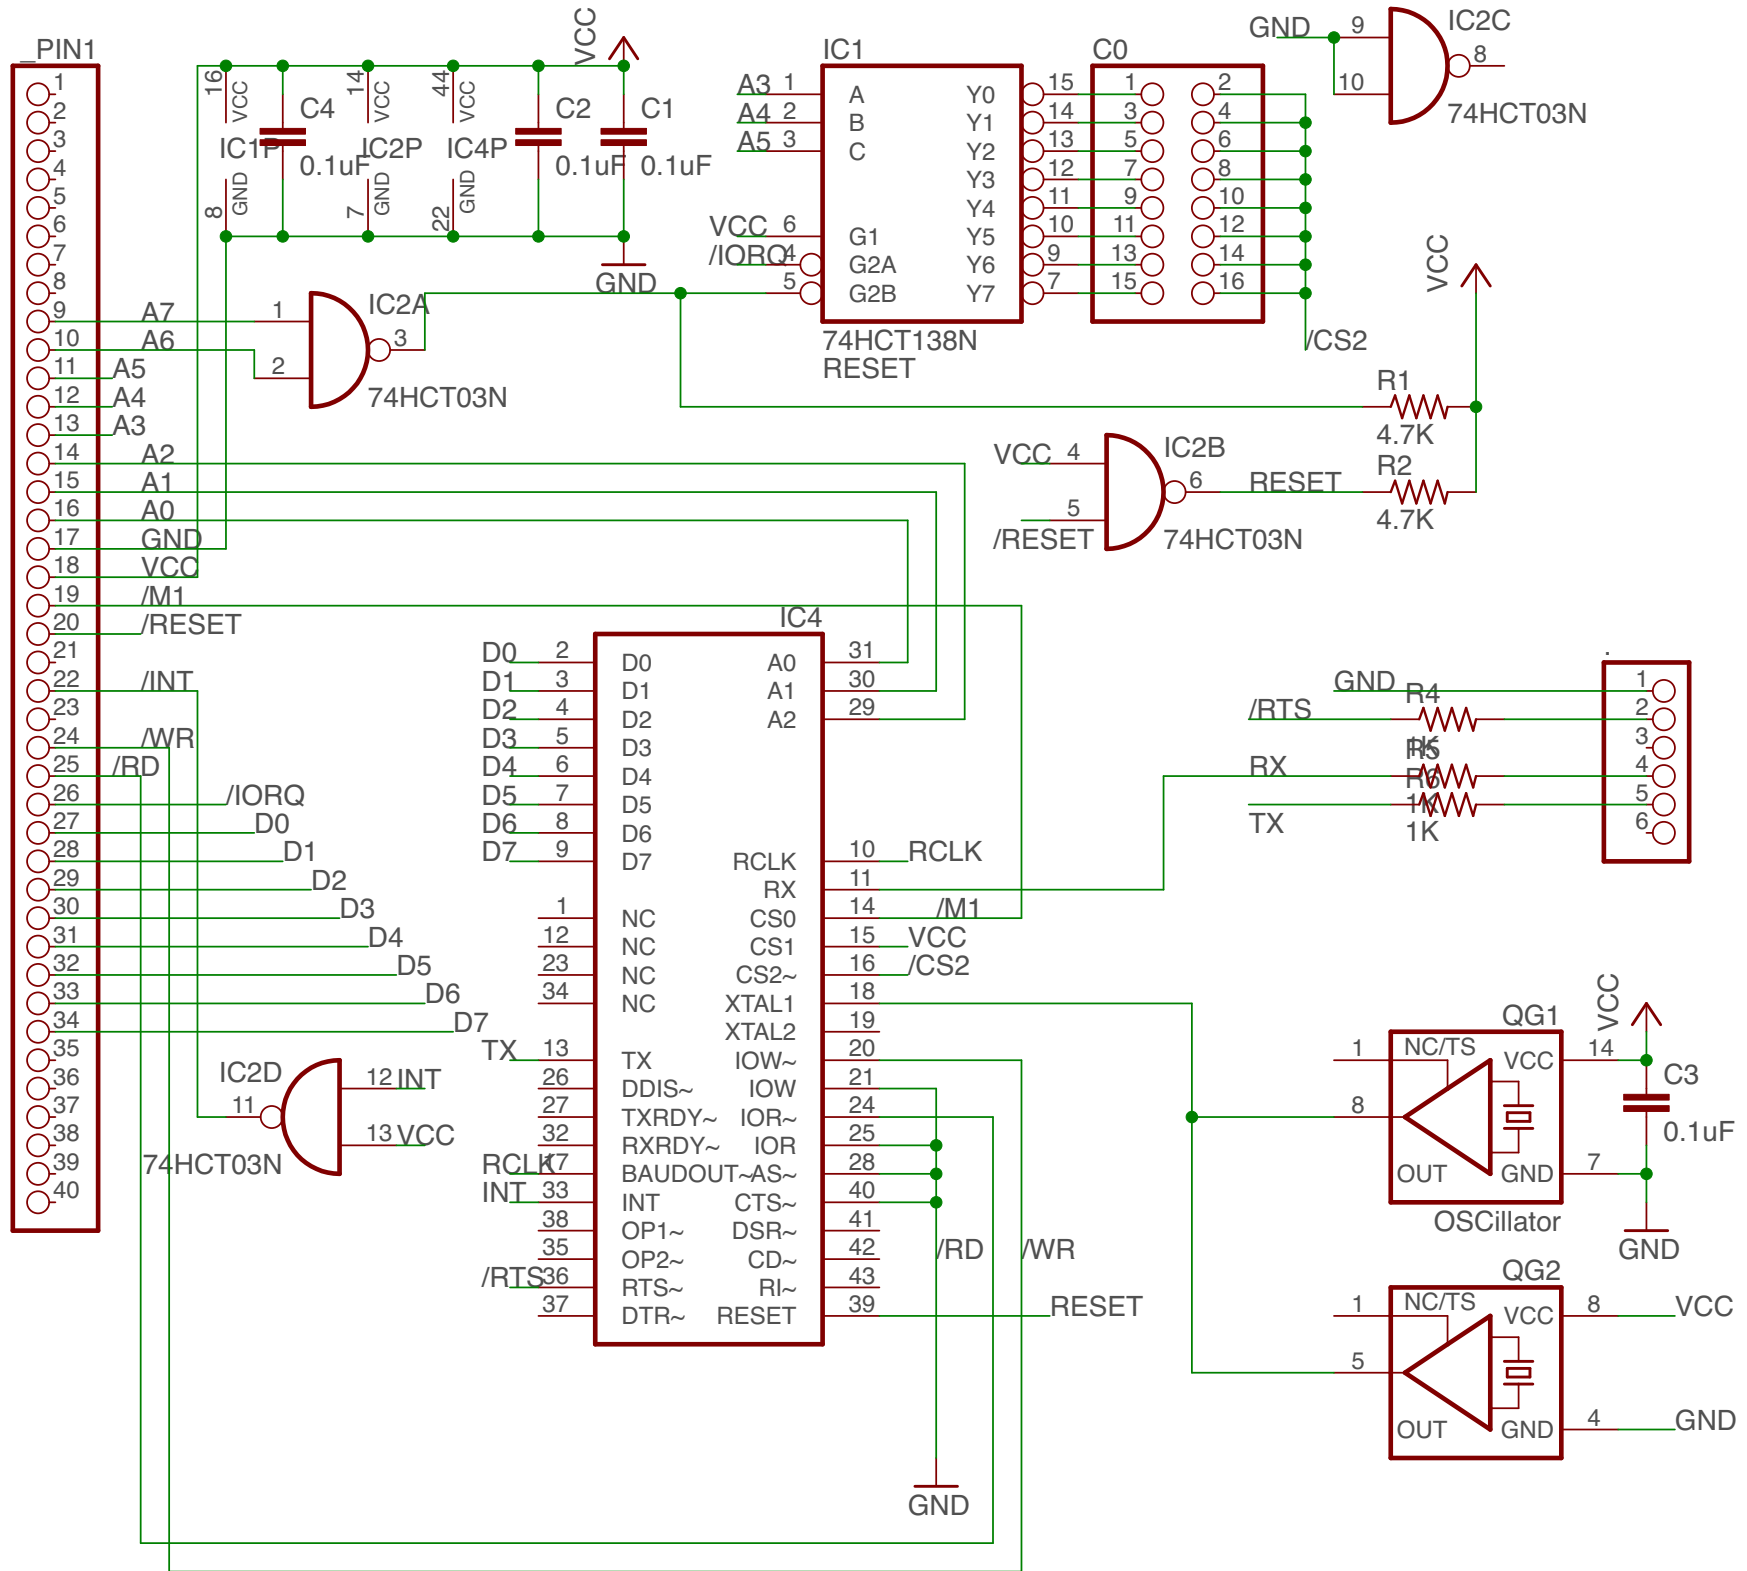 _PIN1
1
2
3
4
5
6
7
8
9 A7
10 A6
11 A5
12 A4
13 A3
14 A2
15 A1
16 A0
17 GND
18 VCC
19 /M1
20 /RESET
21
22 /INT
23
24 /WR
25 /RD
26 /IORQ
27 D0
28 D1
29 D2
30 D3
31 D4
32 D5
33 D6
34 D7
35
36
37
38
39
40
VCC
16 VCC
IC1P
8 GND
C4
0.1uF
14 VCC
IC2P
7 GND
44 VCC
IC4P
22 GND
C2
0.1uF
C1
0.1uF
GND
1
2
IC2A
3
74HCT03N
IC1
A3 1 A
A4 2 B
A5 3 C
VCC 6 G1
/IORQ 4 G2A
5 G2B
Y0 15
Y1 14
Y2 13
Y3 12
Y4 11
Y5 10
Y6 9
Y7 7
74HCT138N
RESET
C0
1 2
3 4
5 6
7 8
9 10
11 12
13 14
15 16
/CS2
GND 9
10
IC2C
8
74HCT03N
VCC
R1
4.7K
R2
4.7K
VCC 4
/RESET 5
IC2B
6 RESET
74HCT03N
IC4
D0 2 D0
D1 3 D1
D2 4 D2
D3 5 D3
D4 6 D4
D5 7 D5
D6 8 D6
D7 9 D7
1 NC
12 NC
23 NC
34 NC
TX 13 TX
26 DDIS~
27 TXRDY~
32 RXRDY~
RCLK 17 BAUDOUT~
INT 33 INT
38 OP1~
35 OP2~
/RTS 36 RTS~
37 DTR~
A0 31
A1 30
A2 29
RCLK 10 RCLK
RX 11
CS0 14 /M1
CS1 15 VCC
CS2~ 16 /CS2
XTAL1 18
XTAL2 19
IOW~ 20
IOW 21
IOR~ 24
IOR 25
AS~ 28
CTS~ 40
DSR~ 41
CD~ 42
RI~ 43
RESET 39 RESET
/RD
/WR
GND
IC2D
11
12 INT
13 VCC
74HCT03N
.
GND 1
/RTS R4 2
1K 3
RX R5 4
1K
TX R6 5
1K
6
QG1
1 NC/TS
VCC 14
8 OUT
GND 7
OSCillator
VCC
C3
0.1uF
GND
QG2
1 NC/TS
VCC 8 VCC
5 OUT
GND 4 GND